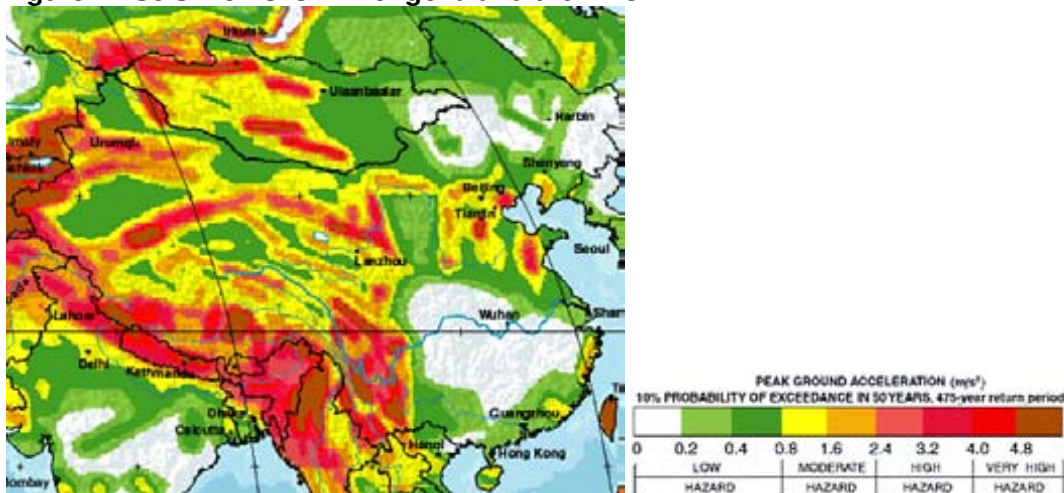 Irkutsk
Ulaanbaatar
Harbin
Urumqi
Shenyang
Beijing
Tianjin
Seoul
Lanzhou
Wuhan
Lahore
Delhi
Kathmandu
Dhaka
Calcutta
Guangzhou
Hanoi
Hong Kong
PEAK GROUND ACCELERATION (m/s²)
10% PROBABILITY OF EXCEEDANCE IN 50 YEARS, 475-year return period
0 0.2 0.4 0.8 1.6 2.4 3.2 4.0 4.8
LOW MODERATE HIGH VERY HIGH
HAZARD HAZARD HAZARD HAZARD